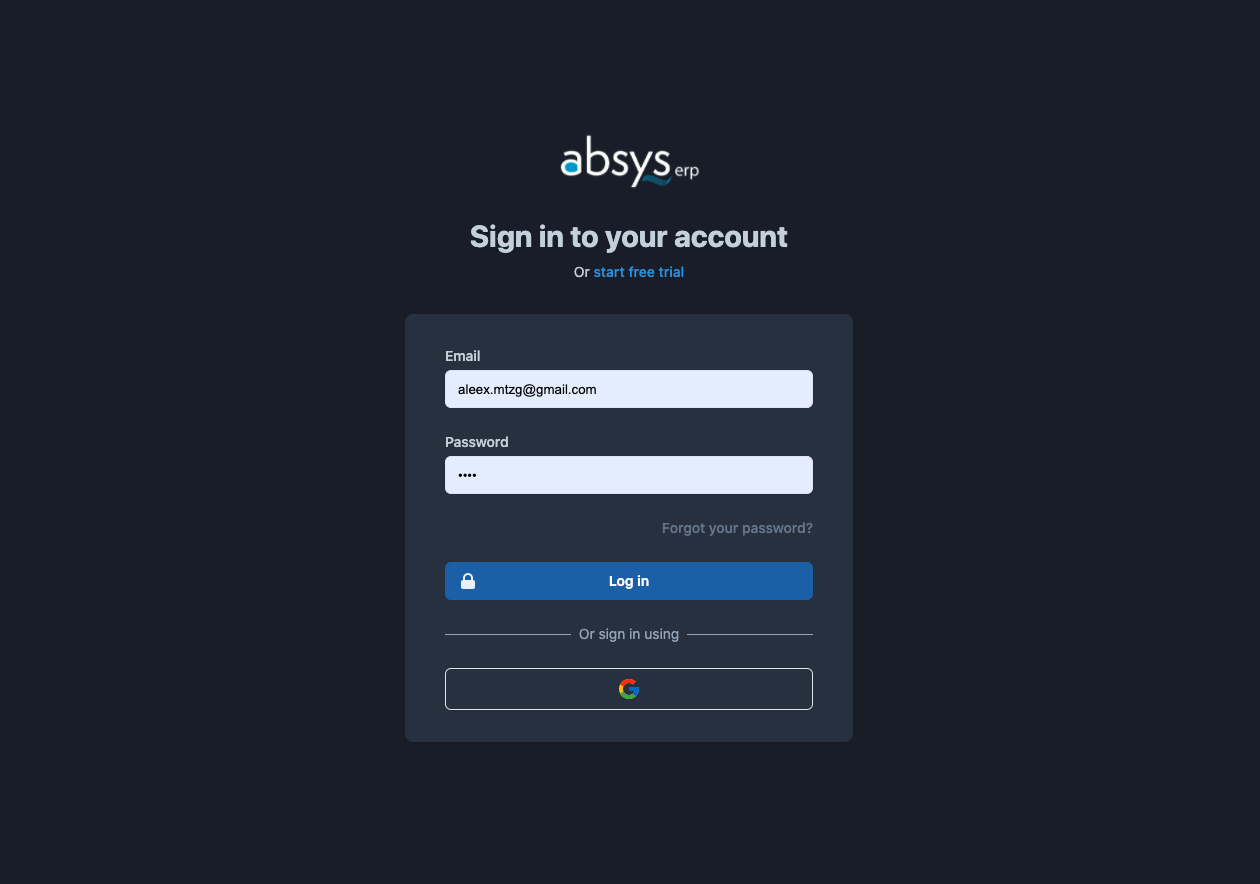 absys erp
Sign in to your account
Or start free trial
Email
aleex.mtzg@gmail.com
Password
••••
Forgot your password?
Log in
Or sign in using